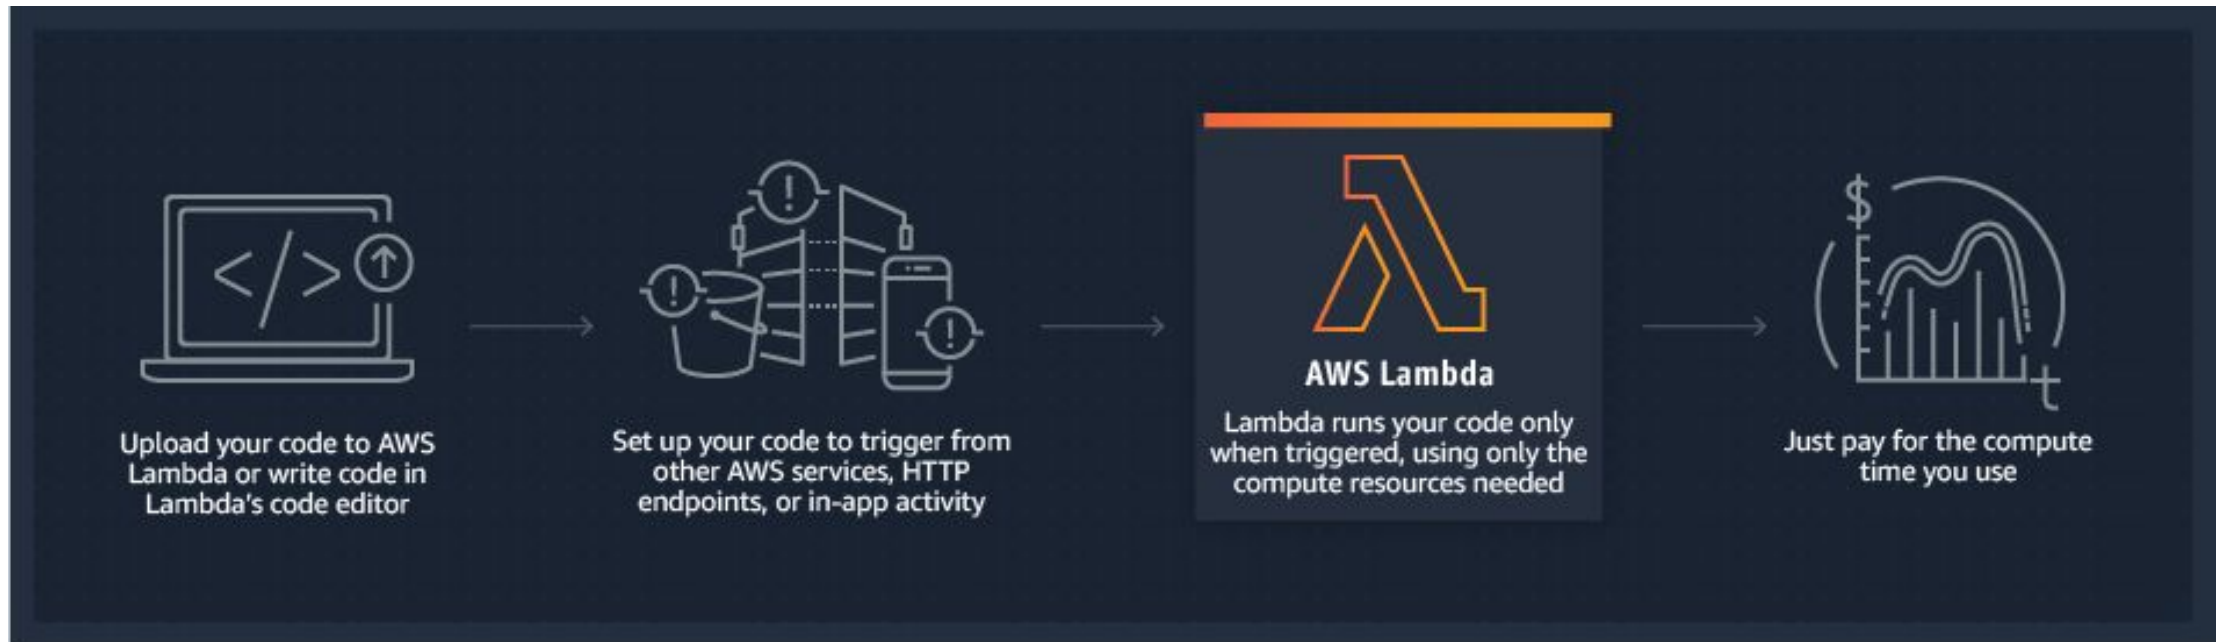 </>
Upload your code to AWS
Lambda or write code in
Lambda's code editor
!
!
!
Set up your code to trigger from
other AWS services, HTTP
endpoints, or in-app activity
AWS Lambda
Lambda runs your code only
when triggered, using only the
compute resources needed
$
t
Just pay for the compute
time you use